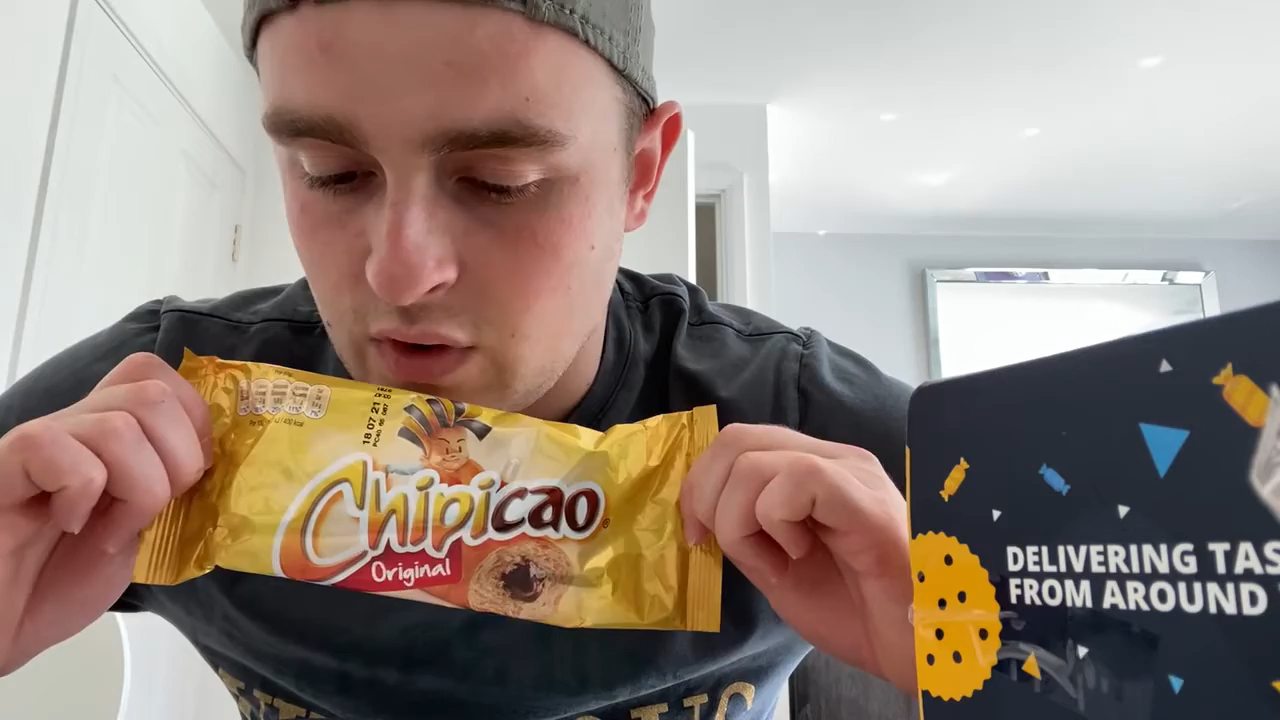 18 07 21
Chipicao®
Original
DELIVERING TAS
FROM AROUND